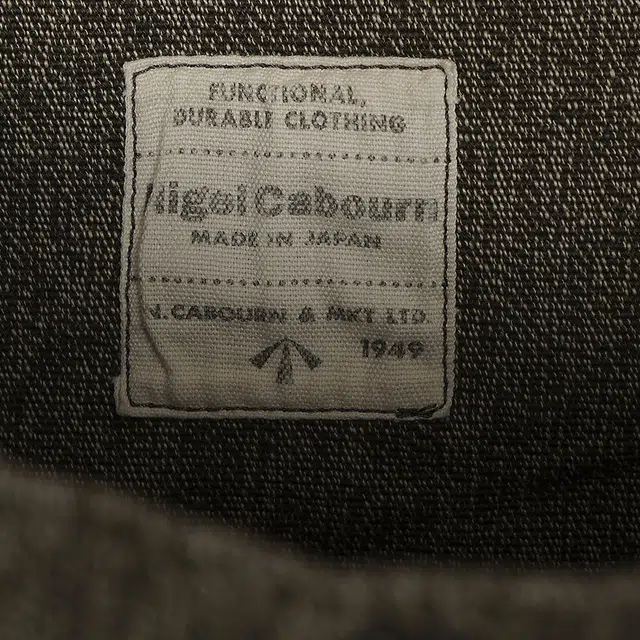 FUNCTIONAL,
DURABLE CLOTHING
Nigel Cabourn
MADE IN JAPAN
N. CABOURN & MKT LTD.
1949